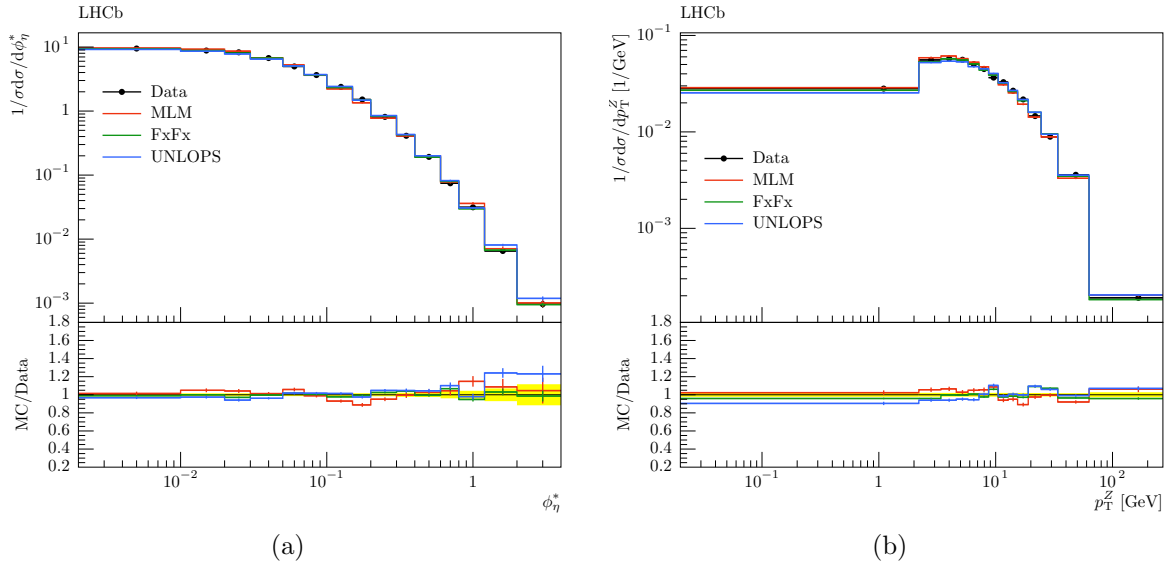 LHCb
1/σdσ/dϕ*η
10
1
10⁻¹
10⁻²
10⁻³
Data
MLM
FxFx
UNLOPS
MC/Data
1.8
1.6
1.4
1.2
1
0.8
0.6
0.4
0.2
10⁻² 10⁻¹ 1
ϕ*η
(a)
LHCb
1/σdσ/dpᵀZ [1/GeV]
10⁻¹
10⁻²
10⁻³
Data
MLM
FxFx
UNLOPS
MC/Data
1.8
1.6
1.4
1.2
1
0.8
0.6
0.4
0.2
10⁻¹ 1 10¹ 10²
pᵀZ [GeV]
(b)